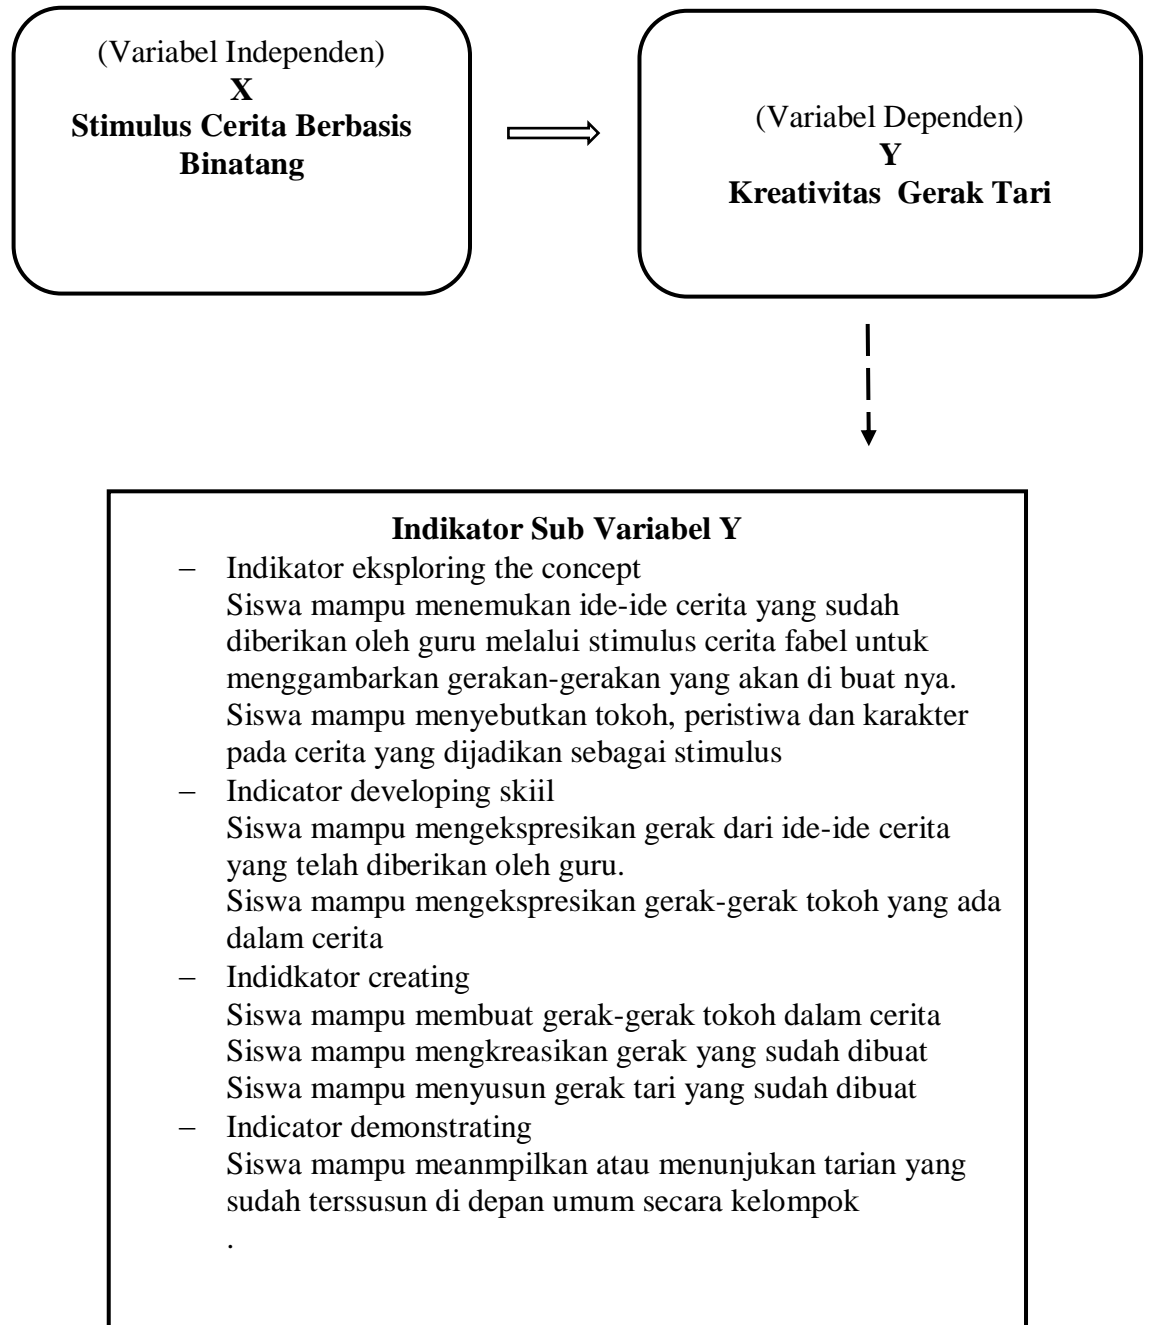 (Variabel Independen)
X
Stimulus Cerita Berbasis
Binatang
(Variabel Dependen)
Y
Kreativitas Gerak Tari
Indikator Sub Variabel Y
– Indikator eksploring the concept
Siswa mampu menemukan ide-ide cerita yang sudah
diberikan oleh guru melalui stimulus cerita fabel untuk
menggambarkan gerakan-gerakan yang akan di buat nya.
Siswa mampu menyebutkan tokoh, peristiwa dan karakter
pada cerita yang dijadikan sebagai stimulus
– Indicator developing skiil
Siswa mampu mengekspresikan gerak dari ide-ide cerita
yang telah diberikan oleh guru.
Siswa mampu mengekspresikan gerak-gerak tokoh yang ada
dalam cerita
– Indidkator creating
Siswa mampu membuat gerak-gerak tokoh dalam cerita
Siswa mampu mengkreasikan gerak yang sudah dibuat
Siswa mampu menyusun gerak tari yang sudah dibuat
– Indicator demonstrating
Siswa mampu meanmpilkan atau menunjukan tarian yang
sudah terssusun di depan umum secara kelompok
.